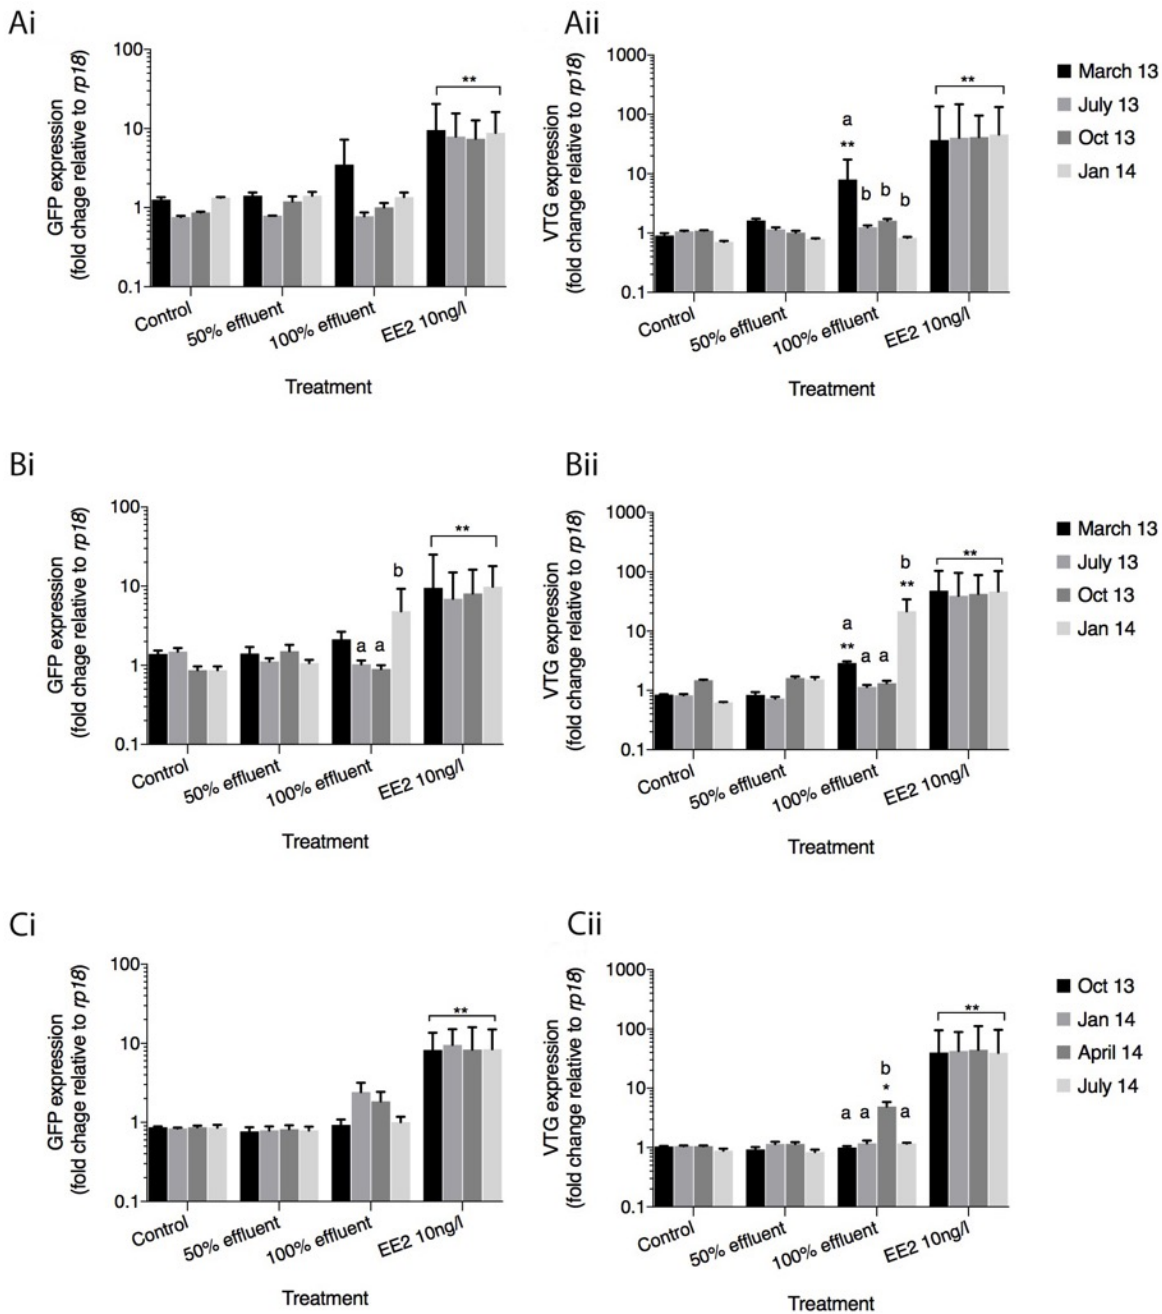 Ai
GFP expression
(fold chage relative to rp18)
100
10
1
0.1
**
Control
50% effluent
100% effluent
EE2 10ng/l
Treatment
Aii
VTG expression
(fold change relative to rp18)
1000
100
10
1
0.1
a
**
b
b
b
**
Control
50% effluent
100% effluent
EE2 10ng/l
Treatment
March 13
July 13
Oct 13
Jan 14
Bi
GFP expression
(fold chage relative to rp18)
100
10
1
0.1
a
a
b
**
Control
50% effluent
100% effluent
EE2 10ng/l
Treatment
Bii
VTG expression
(fold change relative to rp18)
1000
100
10
1
0.1
a
**
a
a
b
**
**
Control
50% effluent
100% effluent
EE2 10ng/l
Treatment
March 13
July 13
Oct 13
Jan 14
Ci
GFP expression
(fold chage relative to rp18)
100
10
1
0.1
**
Control
50% effluent
100% effluent
EE2 10ng/l
Treatment
Cii
VTG expression
(fold change relative to rp18)
1000
100
10
1
0.1
a
a
b
*
a
**
Control
50% effluent
100% effluent
EE2 10ng/l
Treatment
Oct 13
Jan 14
April 14
July 14